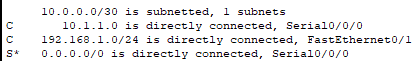 10.0.0.0/30 is subnetted, 1 subnets
C 10.1.1.0 is directly connected, Serial0/0/0
C 192.168.1.0/24 is directly connected, FastEthernet0/1
S* 0.0.0.0/0 is directly connected, Serial0/0/0